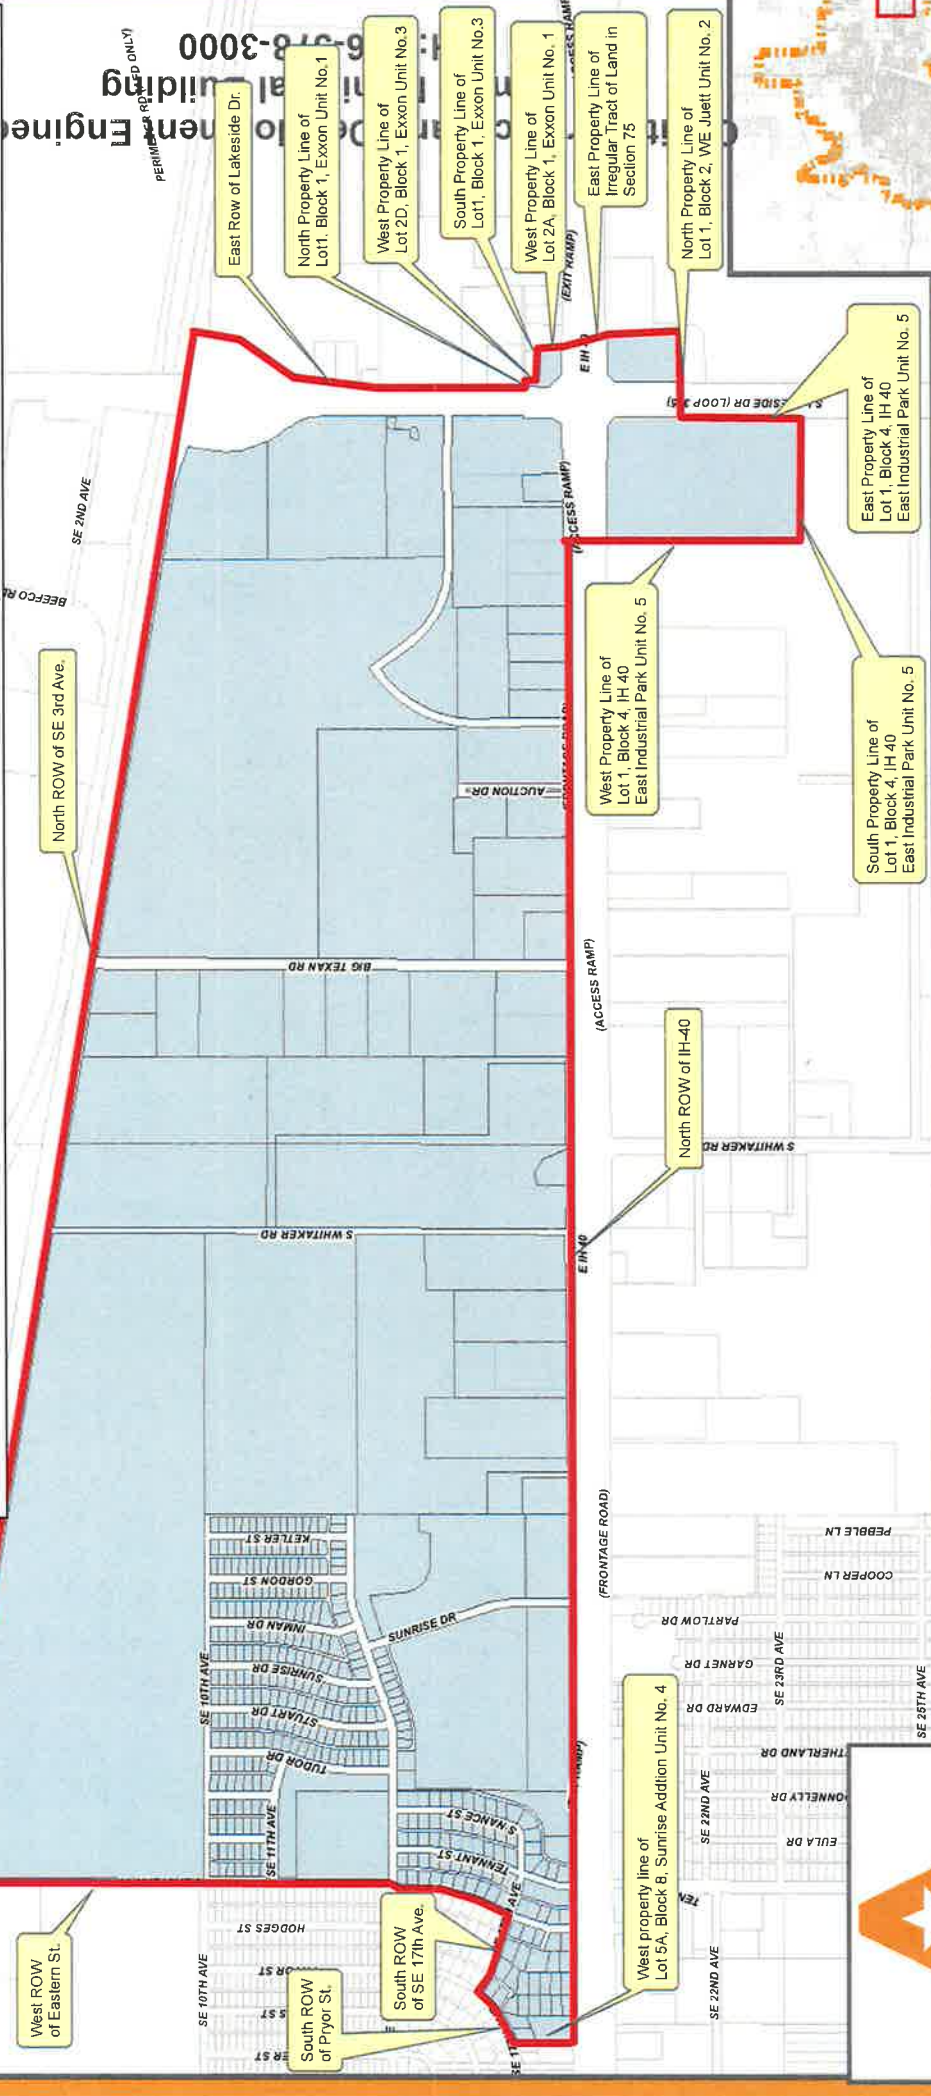 West ROW
of Eastern St.
North ROW of SE 3rd Ave.
East Row of Lakeside Dr.
North Property Line of
Lot1. Block 1, Exxon Unit No.1
West Property Line of
Lot 2D, Block 1, Exxon Unit No.3
South Property Line of
Lot1, Block 1, Exxon Unit No.3
West Property Line of
Lot 2A, Block 1, Exxon Unit No. 1
East Property Line of
Irregular Tract of Land in
Section 75
North Property Line of
Lot 1, Block 2, WE Juett Unit No. 2
East Property Line of
Lot 1, Block 4, IH 40
East Industrial Park Unit No. 5
South Property Line of
Lot 1, Block 4, IH 40
East Industrial Park Unit No. 5
West Property Line of
Lot 1, Block 4, IH 40
East Industrial Park Unit No. 5
North ROW of IH-40
West property line of
Lot 5A, Block 8, Sunrise Addtion Unit No. 4
South ROW
of Pryor St.
South ROW
of SE 17th Ave.
SE 2ND AVE
BIG TEXAN RD
AUCTION DR
S WHITAKER RD
S WHITAKER RD
KETLER ST
GORDON ST
INMAN DR
SUNRISE DR
SUNRISE DR
STUART DR
TUDOR DR
SE 10TH AVE
SE 10TH AVE
SE 11TH AVE
S NANCE ST
TENNANT ST
HODGES ST
E IH 40
(ACCESS RAMP)
(ACCESS RAMP)
(EXIT RAMP)
(FRONTAGE ROAD)
PEBBLE LN
COOPER LN
PARTLOW DR
GARNET DR
EDWARD DR
EULA DR
SE 22ND AVE
SE 22ND AVE
SE 23RD AVE
SE 25TH AVE
-3000